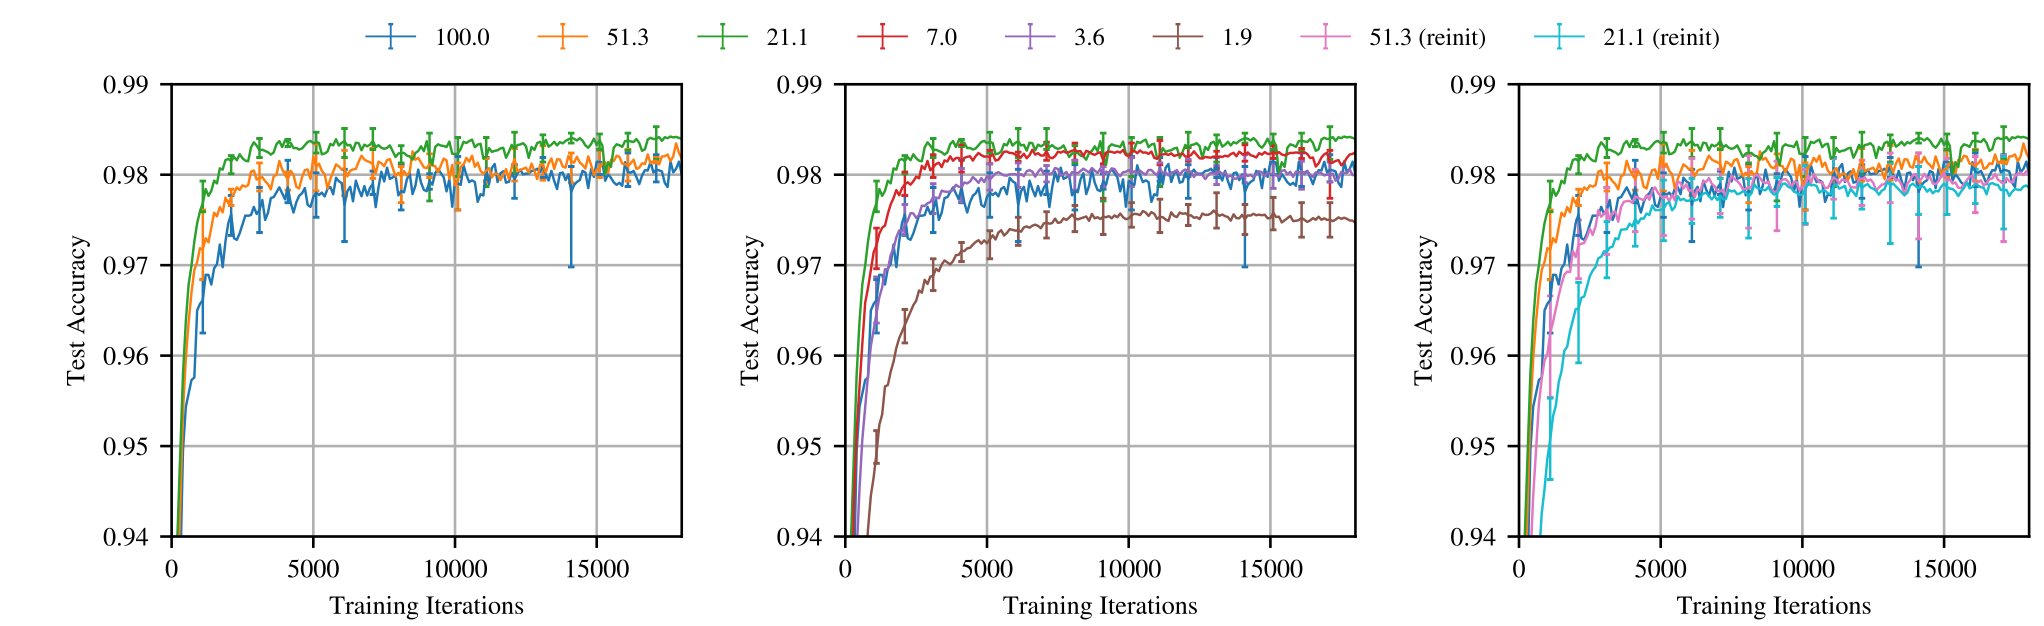 100.0 51.3 21.1 7.0 3.6 1.9 51.3 (reinit) 21.1 (reinit)
0.99
0.98
0.97
0.96
0.95
0.94
Test Accuracy
0 5000 10000 15000
Training Iterations
0.99
0.98
0.97
0.96
0.95
0.94
Test Accuracy
0 5000 10000 15000
Training Iterations
0.99
0.98
0.97
0.96
0.95
0.94
Test Accuracy
0 5000 10000 15000
Training Iterations